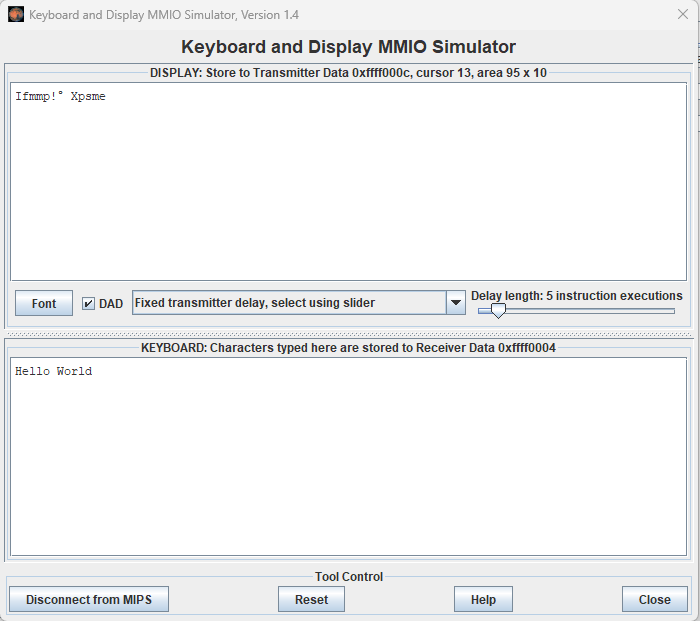 Keyboard and Display MMIO Simulator, Version 1.4
Keyboard and Display MMIO Simulator
DISPLAY: Store to Transmitter Data 0xffff000c, cursor 13, area 95 x 10
Ifmmp!° Xpsme
Font
DAD
Fixed transmitter delay, select using slider
Delay length: 5 instruction executions
KEYBOARD: Characters typed here are stored to Receiver Data 0xffff0004
Hello World
Tool Control
Disconnect from MIPS
Reset
Help
Close